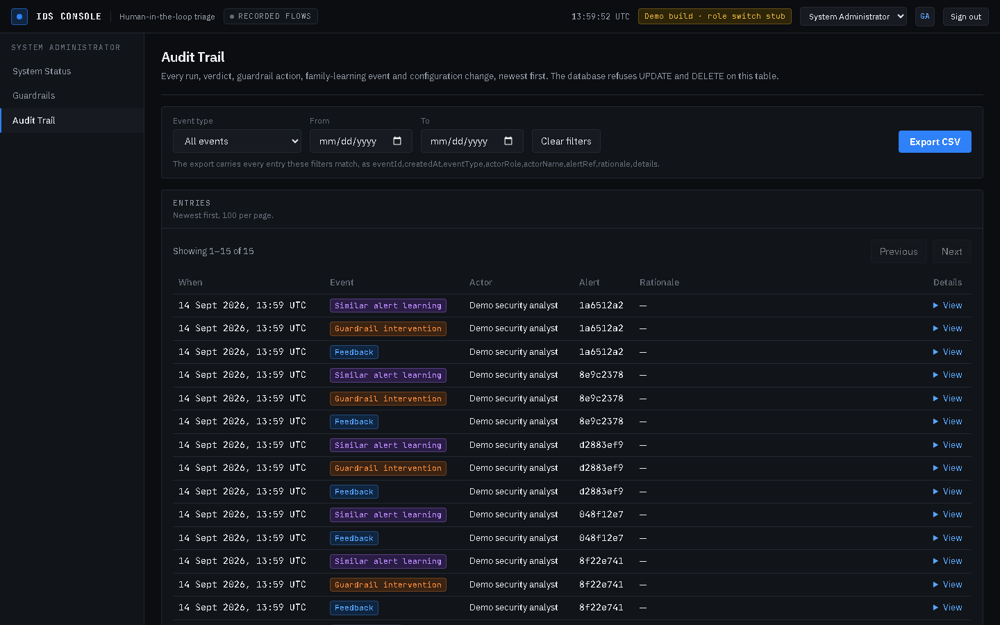 IDS CONSOLE Human-in-the-loop triage RECORDED FLOWS 13:59:52 UTC Demo build · role switch stub System Administrator GA Sign out
SYSTEM ADMINISTRATOR
System Status
Guardrails
Audit Trail
Audit Trail
Every run, verdict, guardrail action, family-learning event and configuration change, newest first. The database refuses UPDATE and DELETE on this table.
Event type From To
All events mm/dd/yyyy mm/dd/yyyy Clear filters Export CSV
The export carries every entry these filters match, as eventId,createdAt,eventType,actorRole,actorName,alertRef,rationale,details.
ENTRIES
Newest first, 100 per page.
Showing 1–15 of 15 Previous Next
When Event Actor Alert Rationale Details
14 Sept 2026, 13:59 UTC Similar alert learning Demo security analyst 1a6512a2 — ▶ View
14 Sept 2026, 13:59 UTC Guardrail intervention Demo security analyst 1a6512a2 — ▶ View
14 Sept 2026, 13:59 UTC Feedback Demo security analyst 1a6512a2 — ▶ View
14 Sept 2026, 13:59 UTC Similar alert learning Demo security analyst 8e9c2378 — ▶ View
14 Sept 2026, 13:59 UTC Guardrail intervention Demo security analyst 8e9c2378 — ▶ View
14 Sept 2026, 13:59 UTC Feedback Demo security analyst 8e9c2378 — ▶ View
14 Sept 2026, 13:59 UTC Similar alert learning Demo security analyst d2883ef9 — ▶ View
14 Sept 2026, 13:59 UTC Guardrail intervention Demo security analyst d2883ef9 — ▶ View
14 Sept 2026, 13:59 UTC Feedback Demo security analyst d2883ef9 — ▶ View
14 Sept 2026, 13:59 UTC Similar alert learning Demo security analyst 048f12e7 — ▶ View
14 Sept 2026, 13:59 UTC Feedback Demo security analyst 048f12e7 — ▶ View
14 Sept 2026, 13:59 UTC Similar alert learning Demo security analyst 8f22e741 — ▶ View
14 Sept 2026, 13:59 UTC Guardrail intervention Demo security analyst 8f22e741 — ▶ View
14 Sept 2026, 13:59 UTC Feedback Demo security analyst 8f22e741 — ▶ View